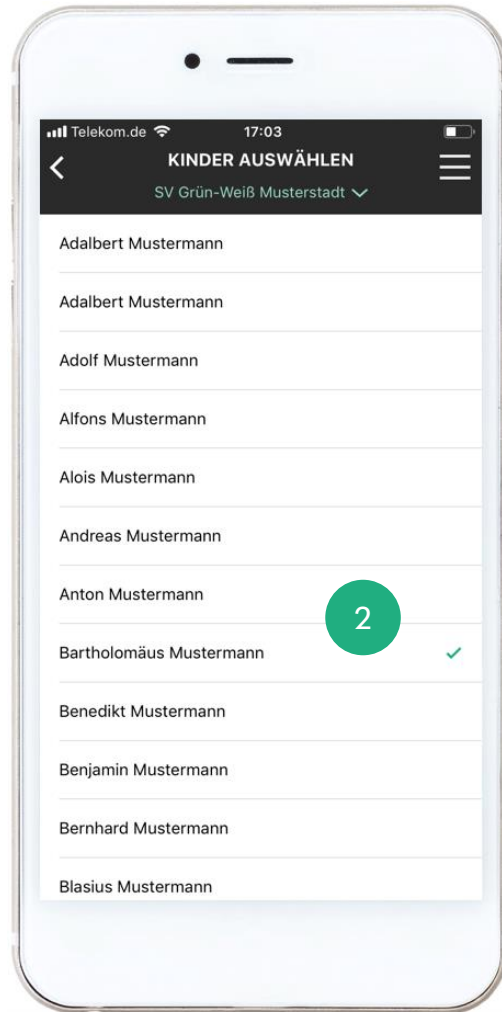 Telekom.de 17:03
KINDER AUSWÄHLEN
SV Grün-Weiß Musterstadt
Adalbert Mustermann
Adalbert Mustermann
Adolf Mustermann
Alfons Mustermann
Alois Mustermann
Andreas Mustermann
Anton Mustermann
2
Bartholomäus Mustermann
Benedikt Mustermann
Benjamin Mustermann
Bernhard Mustermann
Blasius Mustermann